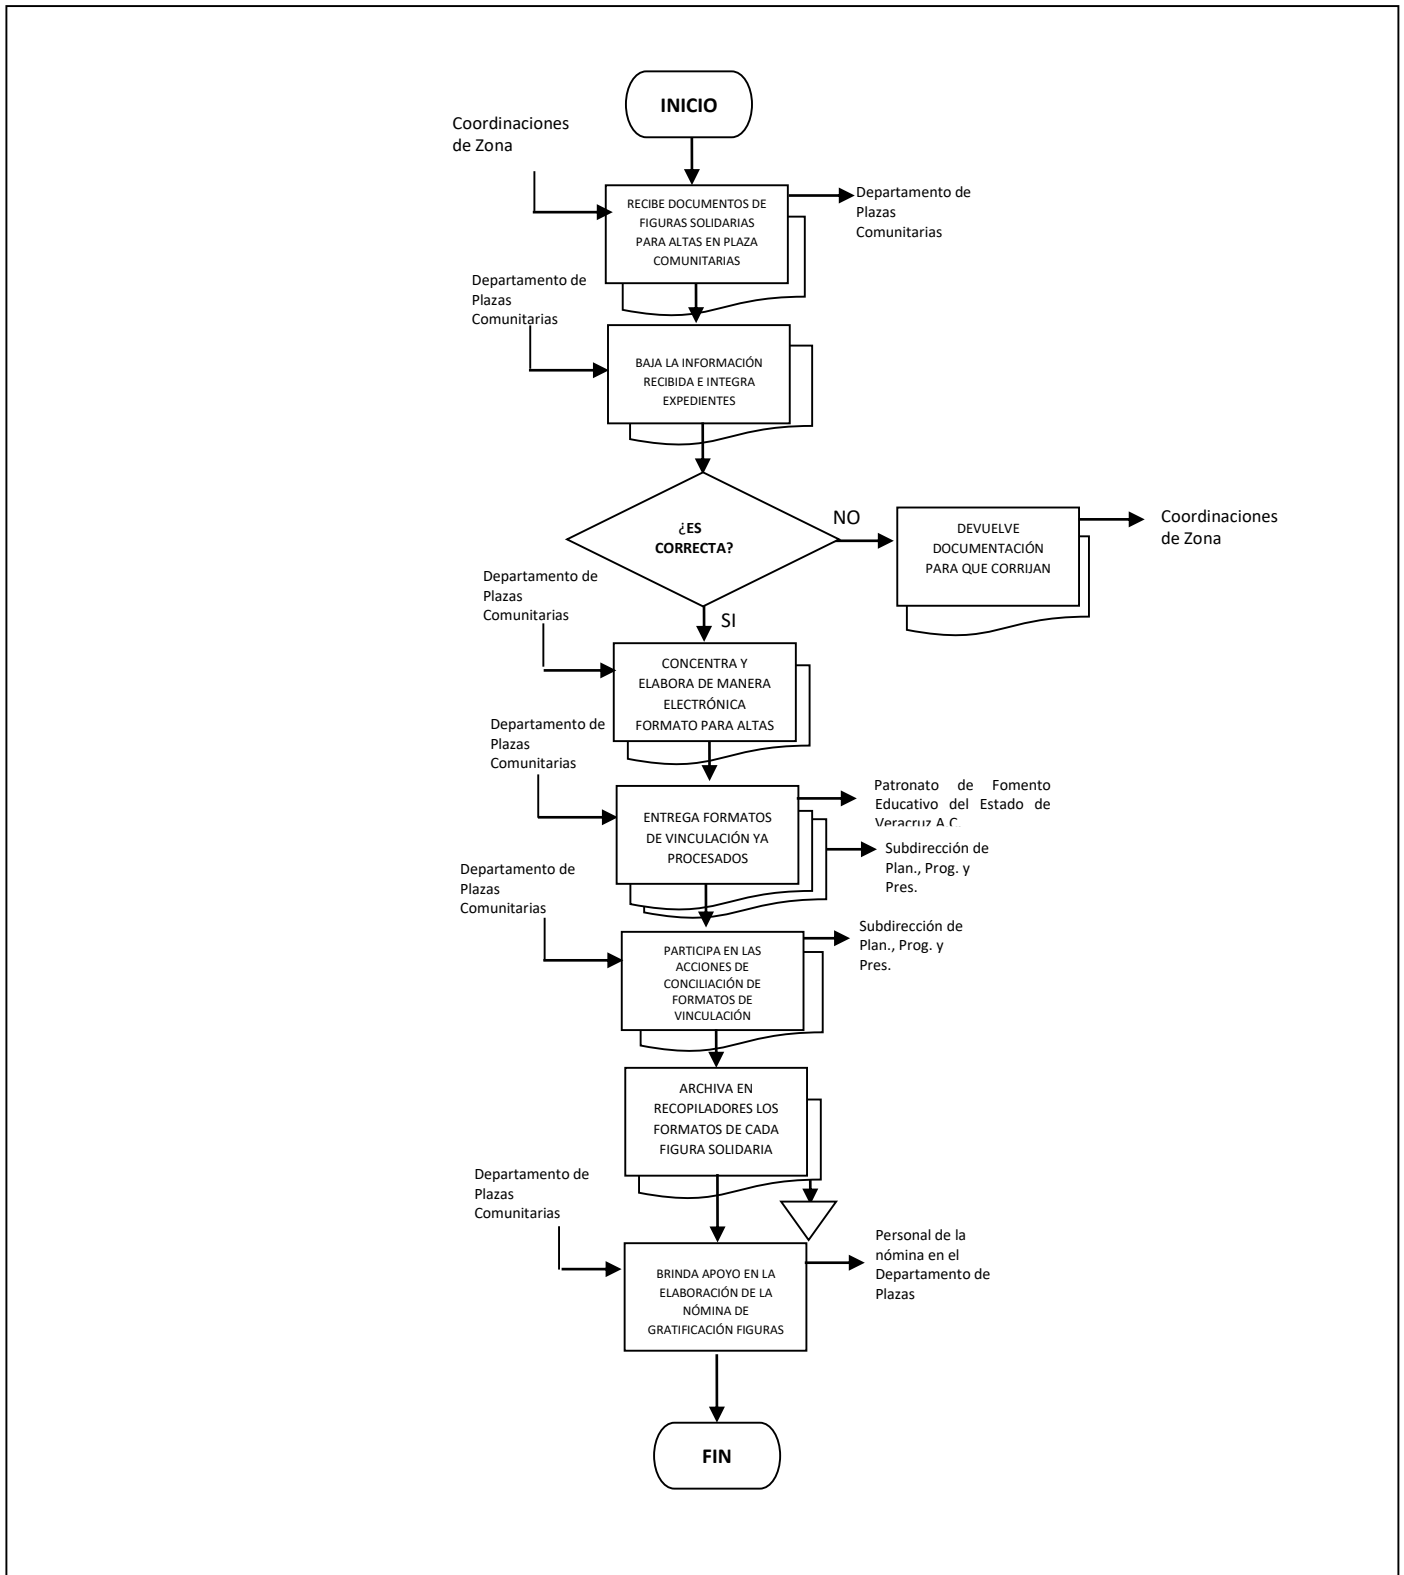 INICIO
Coordinaciones
de Zona
RECIBE DOCUMENTOS DE
FIGURAS SOLIDARIAS
PARA ALTAS EN PLAZA
COMUNITARIAS
Departamento de
Plazas
Comunitarias
Departamento de
Plazas
Comunitarias
BAJA LA INFORMACIÓN
RECIBIDA E INTEGRA
EXPEDIENTES
¿ES
CORRECTA?
NO
DEVUELVE
DOCUMENTACIÓN
PARA QUE CORRIJAN
Coordinaciones
de Zona
SI
Departamento de
Plazas
Comunitarias
CONCENTRA Y
ELABORA DE MANERA
ELECTRÓNICA
FORMATO PARA ALTAS
Departamento de
Plazas
Comunitarias
ENTREGA FORMATOS
DE VINCULACIÓN YA
PROCESADOS
Patronato de Fomento
Educativo del Estado de
Veracruz A.C.
Subdirección de
Plan., Prog. y
Pres.
Departamento de
Plazas
Comunitarias
PARTICIPA EN LAS
ACCIONES DE
CONCILIACIÓN DE
FORMATOS DE
VINCULACIÓN
Subdirección de
Plan., Prog. y
Pres.
ARCHIVA EN
RECOPILADORES LOS
FORMATOS DE CADA
FIGURA SOLIDARIA
Departamento de
Plazas
Comunitarias
BRINDA APOYO EN LA
ELABORACIÓN DE LA
NÓMINA DE
GRATIFICACIÓN FIGURAS
Personal de la
nómina en el
Departamento de
Plazas
FIN